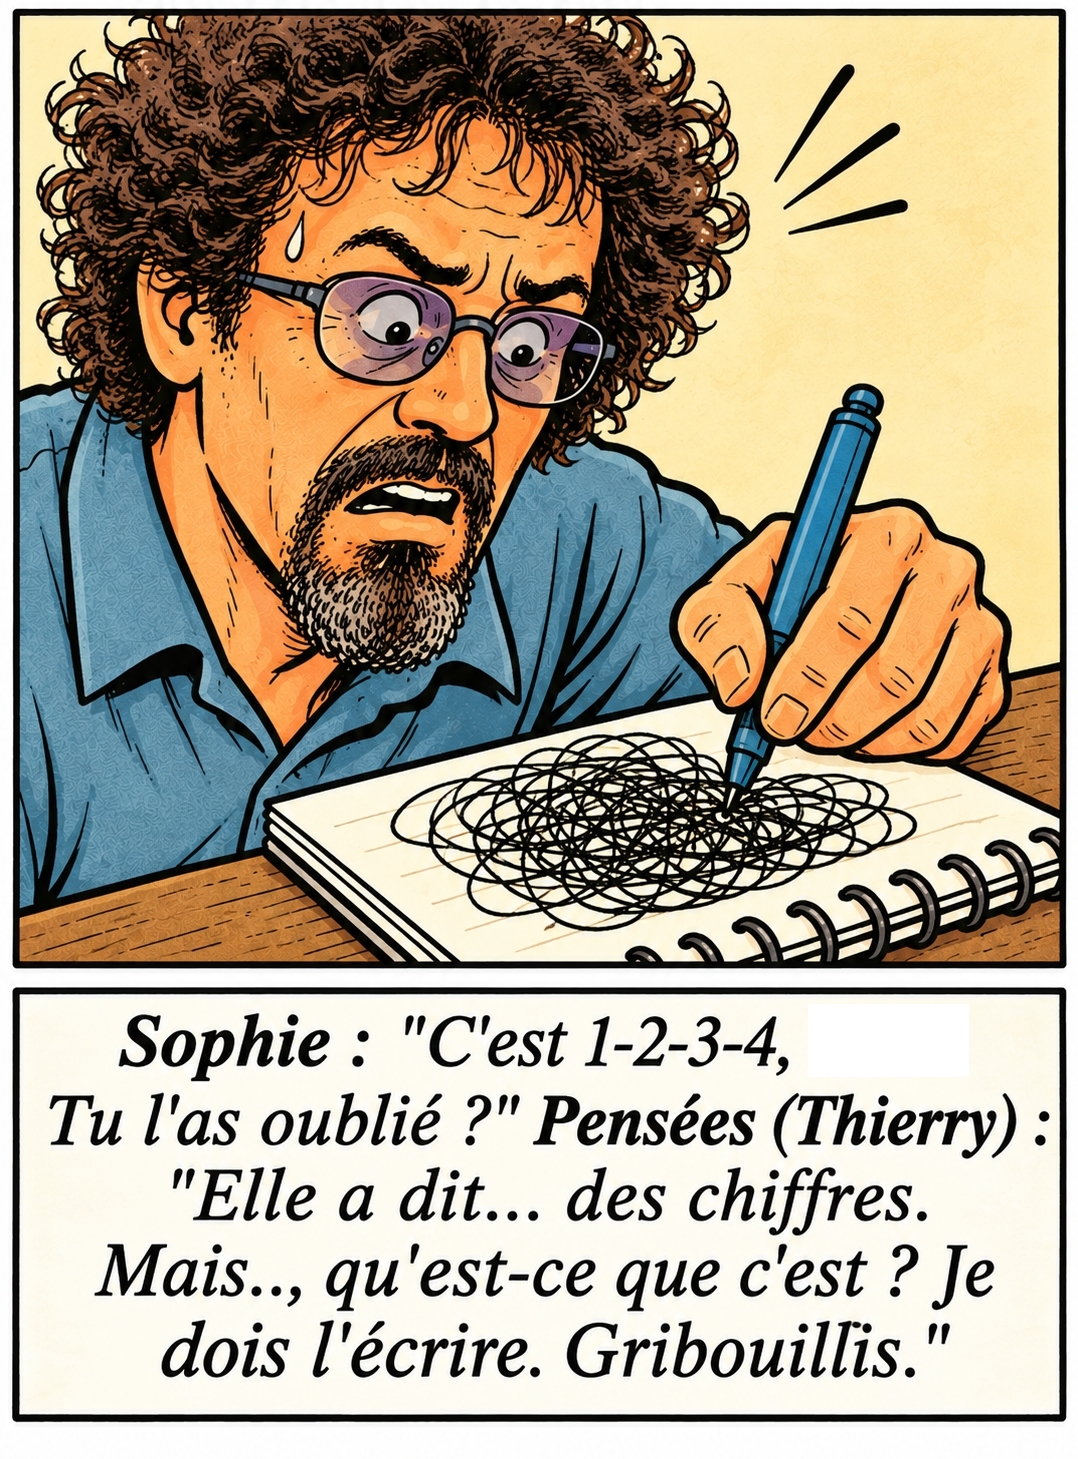 Sophie : "C'est 1-2-3-4,
Tu l'as oublié ?" Pensées (Thierry) :
"Elle a dit... des chiffres.
Mais.., qu'est-ce que c'est ? Je
dois l'écrire. Gribouillis."